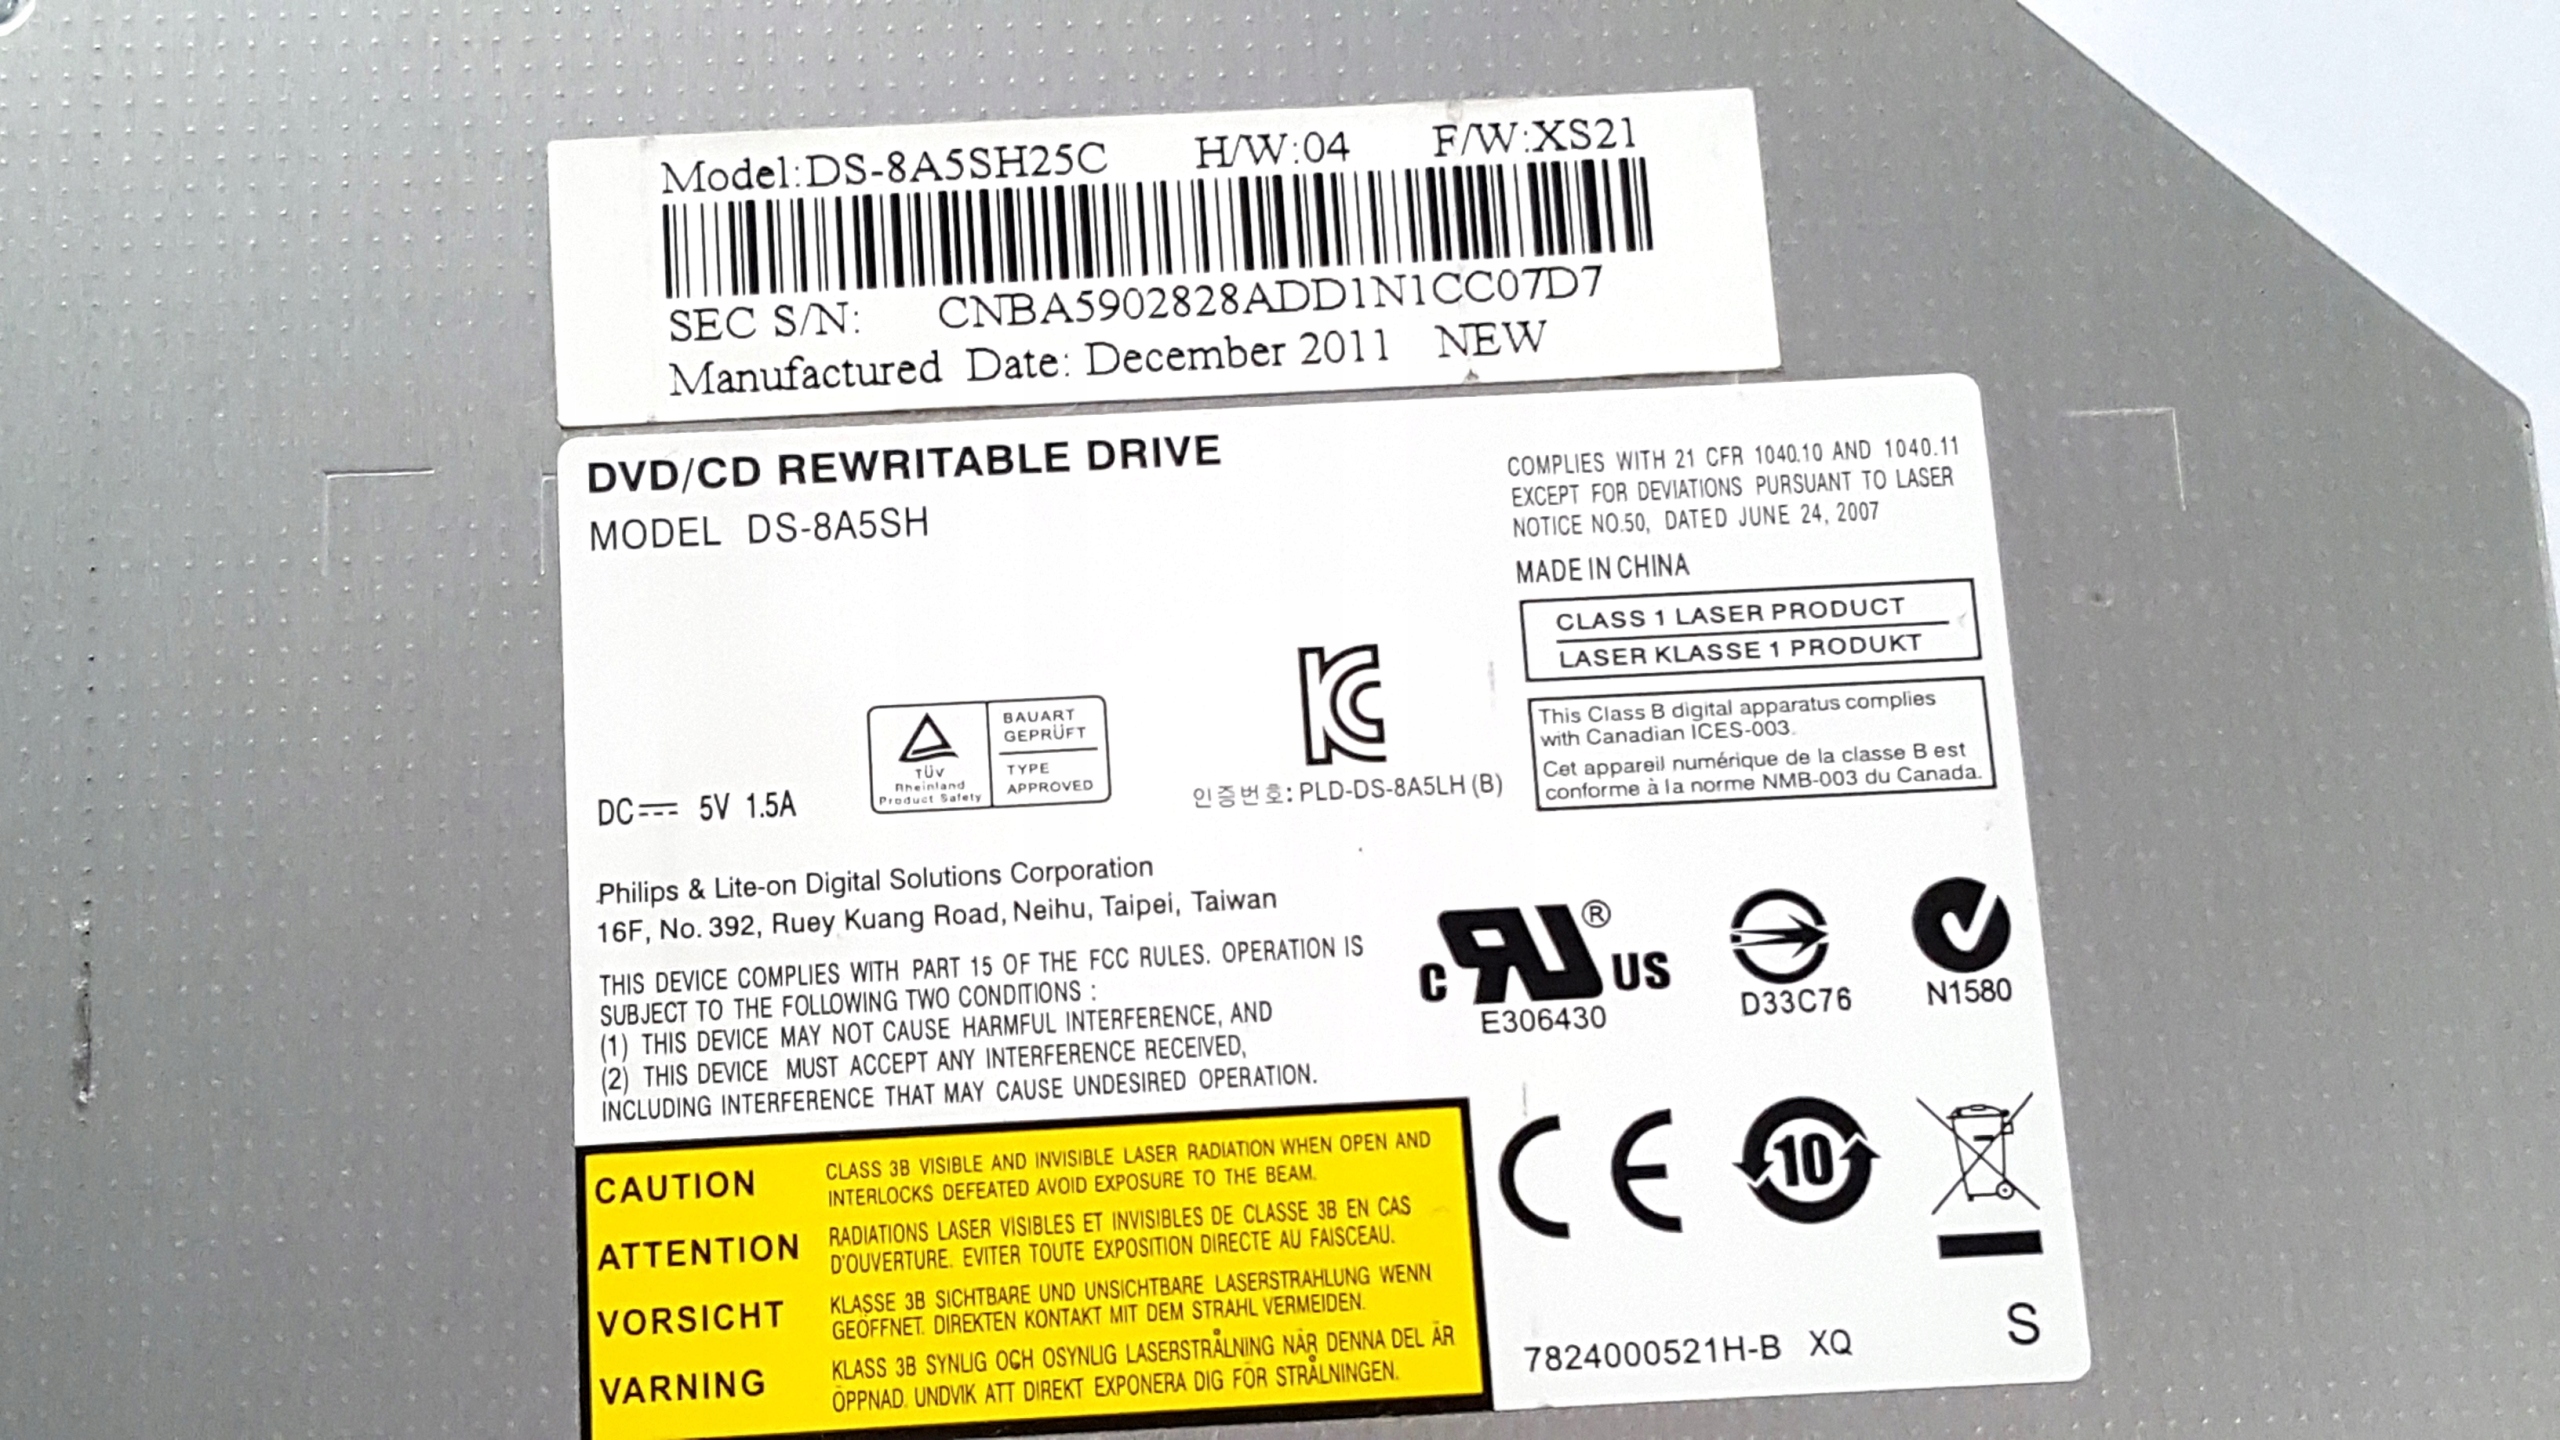 Model:DS-8A5SH25C H/W:04 F/W:XS21
SEC S/N: CNBA5902828ADD1N1CC07D7
Manufactured Date: December 2011 NEW
DVD/CD REWRITABLE DRIVE
MODEL DS-8A5SH
COMPLIES WITH 21 CFR 1040.10 AND 1040.11
EXCEPT FOR DEVIATIONS PURSUANT TO LASER
NOTICE NO.50, DATED JUNE 24, 2007
MADE IN CHINA
CLASS 1 LASER PRODUCT
LASER KLASSE 1 PRODUKT
This Class B digital apparatus complies
with Canadian ICES-003.
Cet appareil numérique de la classe B est
conforme à la norme NMB-003 du Canada.
DC 5V 1.5A
TÜV
Rheinland
Product Safety
BAUART
GEPRÜFT
TYPE
APPROVED
인증번호: PLD-DS-8A5LH (B)
Philips & Lite-on Digital Solutions Corporation
16F, No. 392, Ruey Kuang Road, Neihu, Taipei, Taiwan
THIS DEVICE COMPLIES WITH PART 15 OF THE FCC RULES. OPERATION IS
SUBJECT TO THE FOLLOWING TWO CONDITIONS :
(1) THIS DEVICE MAY NOT CAUSE HARMFUL INTERFERENCE, AND
(2) THIS DEVICE MUST ACCEPT ANY INTERFERENCE RECEIVED,
INCLUDING INTERFERENCE THAT MAY CAUSE UNDESIRED OPERATION.
C RU ® US
E306430
D33C76
N1580
CAUTION
CLASS 3B VISIBLE AND INVISIBLE LASER RADIATION WHEN OPEN AND
INTERLOCKS DEFEATED AVOID EXPOSURE TO THE BEAM.
ATTENTION
RADIATIONS LASER VISIBLES ET INVISIBLES DE CLASSE 3B EN CAS
D'OUVERTURE. EVITER TOUTE EXPOSITION DIRECTE AU FAISCEAU.
VORSICHT
KLASSE 3B SICHTBARE UND UNSICHTBARE LASERSTRAHLUNG WENN
GEÖFFNET. DIREKTEN KONTAKT MIT DEM STRAHL VERMEIDEN.
VARNING
KLASS 3B SYNLIG OCH OSYNLIG LASERSTRÅLNING NÄR DENNA DEL ÄR
ÖPPNAD. UNDVIK ATT DIREKT EXPONERA DIG FÖR STRÅLNINGEN.
CE
10
7824000521H-B XQ
S